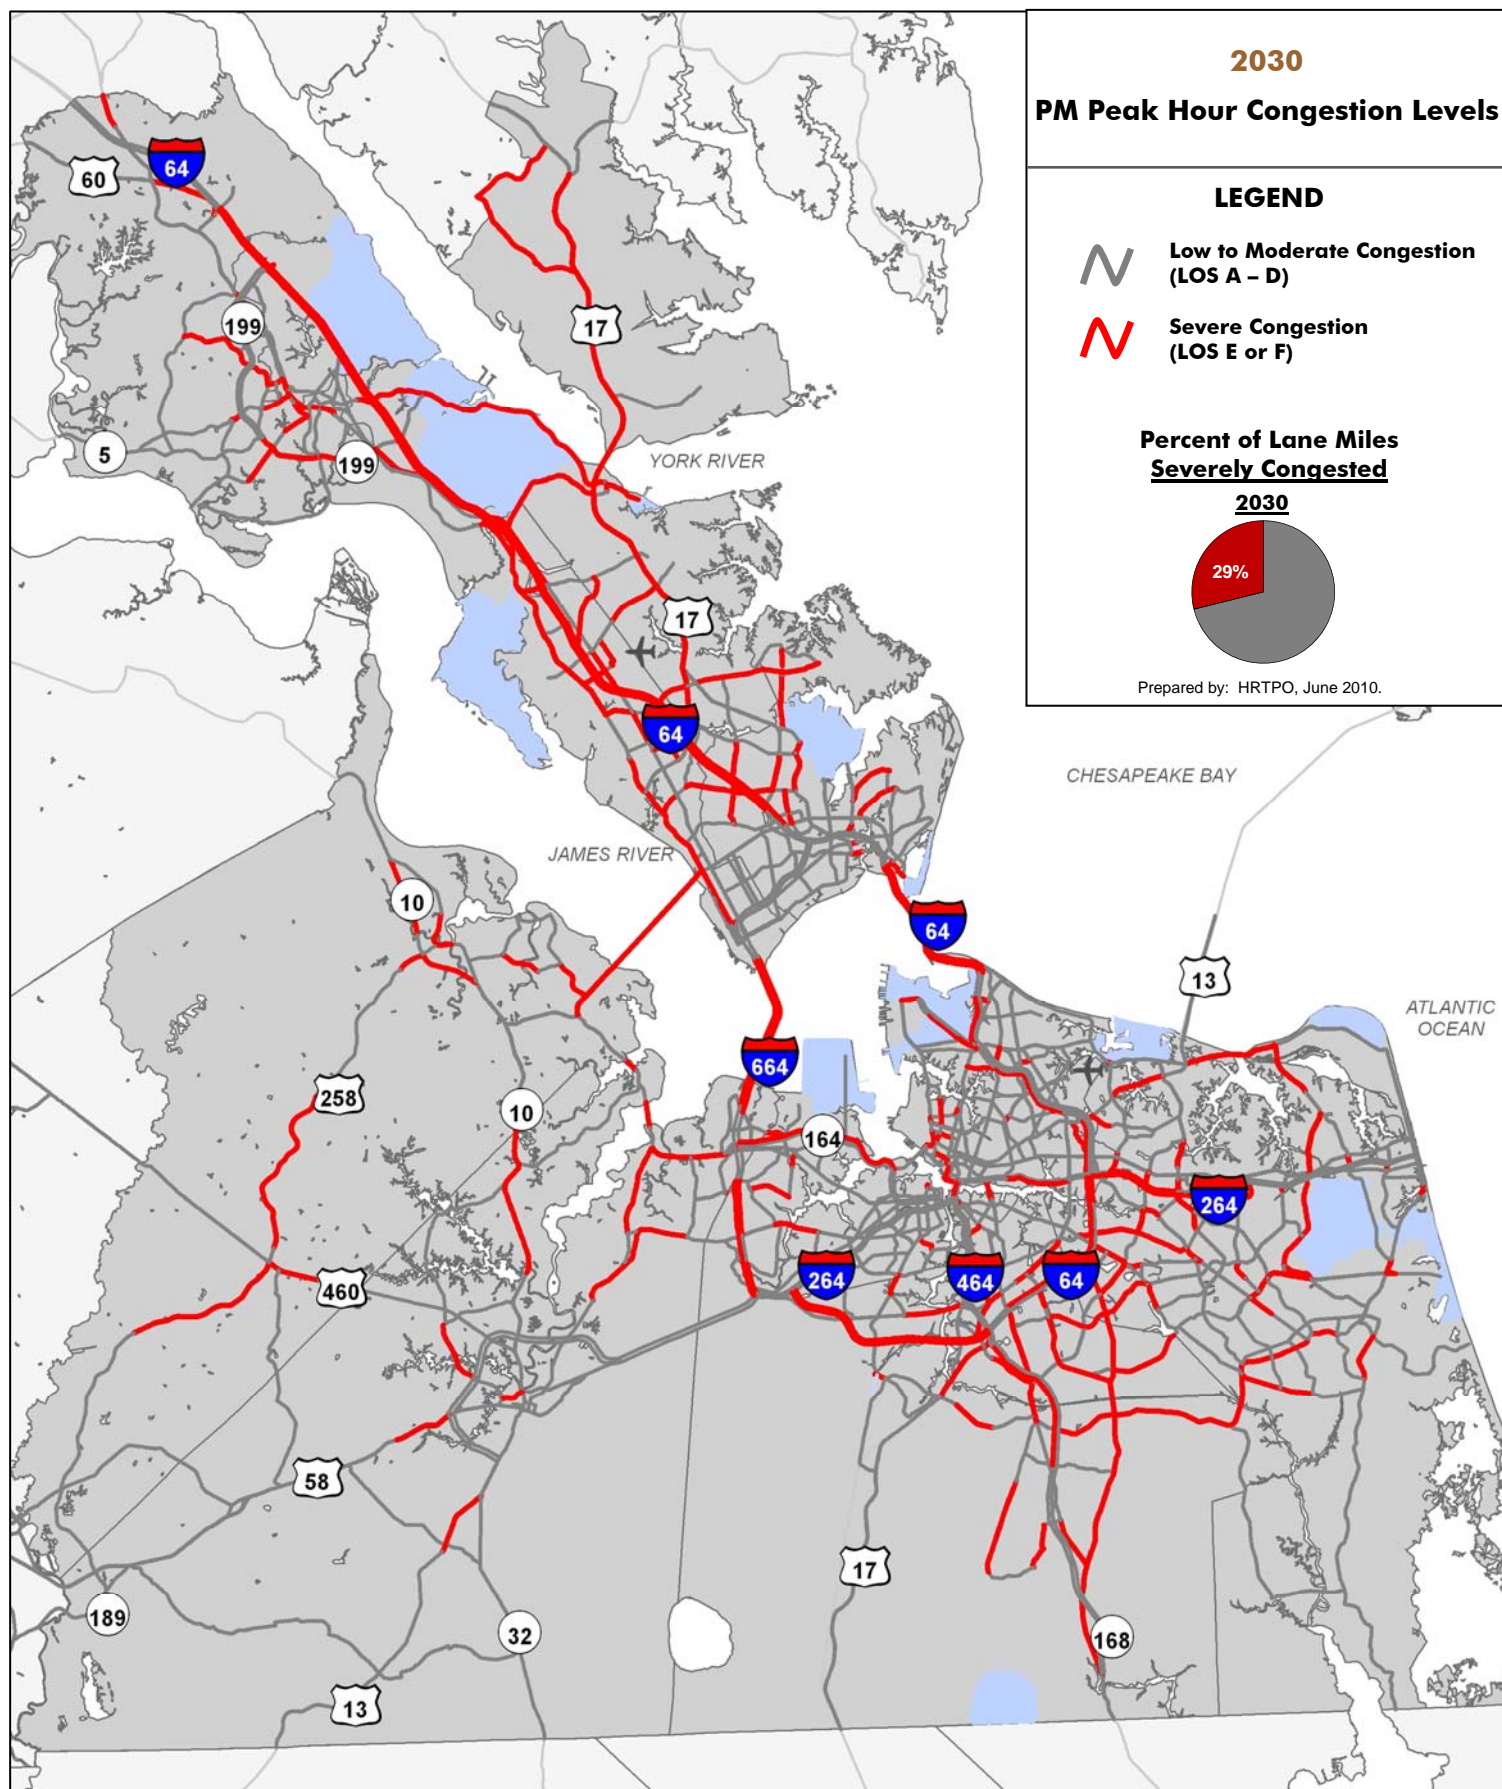 2030
PM Peak Hour Congestion Levels
LEGEND
Low to Moderate Congestion
(LOS A – D)
Severe Congestion
(LOS E or F)
Percent of Lane Miles
Severely Congested
2030
29%
Prepared by: HRTPO, June 2010.
64
60
199
17
5
199
YORK RIVER
17
64
CHESAPEAKE BAY
JAMES RIVER
10
64
13
ATLANTIC
OCEAN
664
258
10
164
264
460
264
464
64
58
17
189
32
168
13